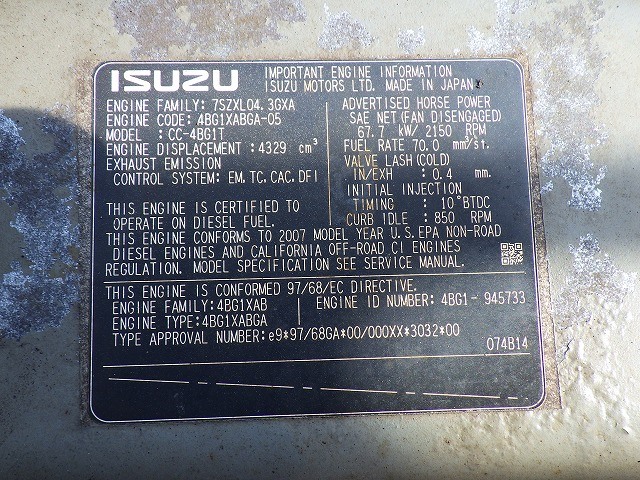 ISUZU
IMPORTANT ENGINE INFORMATION
ISUZU MOTORS LTD. MADE IN JAPAN
ENGINE FAMILY: 7SZXL04.3GXA
ENGINE CODE: 4BG1XABGA-05
MODEL : CC-4BG1T
ENGINE DISPLACEMENT: 4329 cm³
EXHAUST EMISSION
CONTROL SYSTEM: EM, TC, CAC, DFI
ADVERTISED HORSE POWER
SAE NET (FAN DISENGAGED)
67.7 kW/ 2150 RPM
FUEL RATE 70.0 mm³/st.
VALVE LASH (COLD)
IN/EXH : 0.4 mm.
INITIAL INJECTION
TIMING : 10°BTDC
CURB IDLE : 850 RPM
THIS ENGINE IS CERTIFIED TO
OPERATE ON DIESEL FUEL.
THIS ENGINE CONFORMS TO 2007 MODEL YEAR U.S.EPA NON-ROAD
DIESEL ENGINES AND CALIFORNIA OFF-ROAD CI ENGINES
REGULATION. MODEL SPECIFICATION SEE SERVICE MANUAL.
THIS ENGINE IS CONFORMED 97/68/EC DIRECTIVE.
ENGINE FAMILY: 4BG1XAB
ENGINE ID NUMBER: 4BG1- 945733
ENGINE TYPE: 4BG1XABGA
TYPE APPROVAL NUMBER: e9*97/68GA*00/000XX*3032*00
074B14